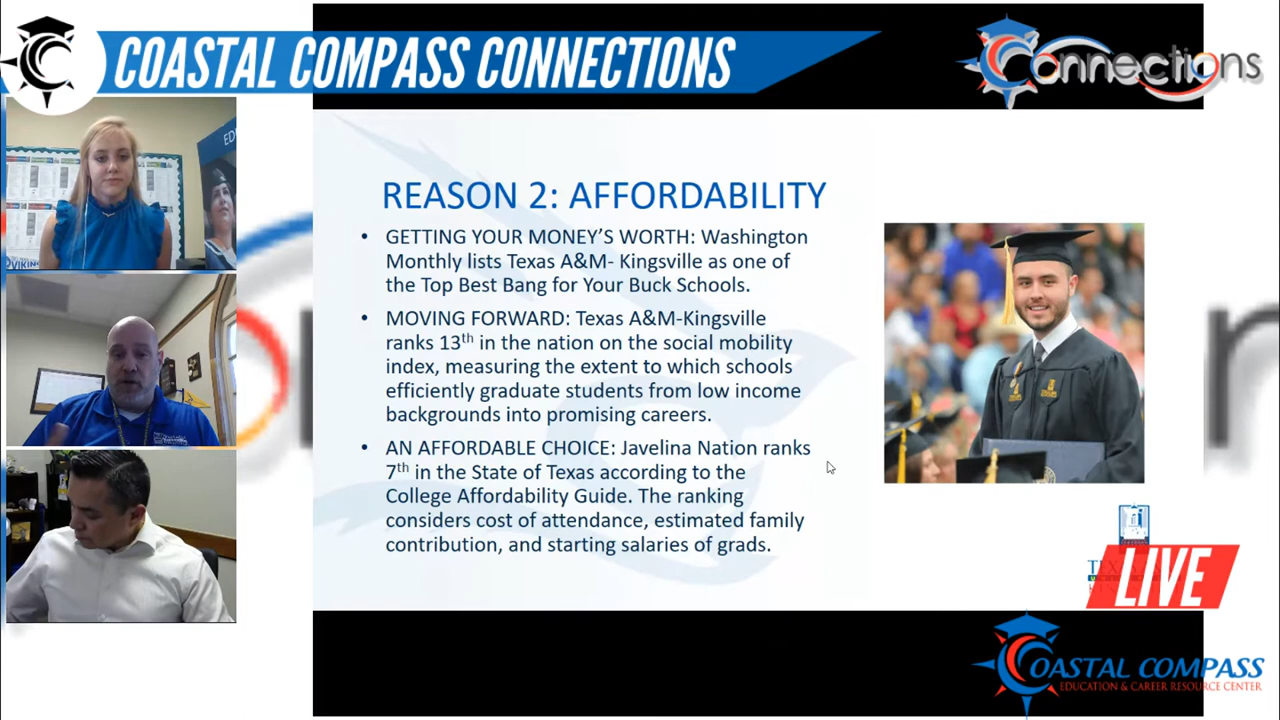 COASTAL COMPASS CONNECTIONS
Connections
REASON 2: AFFORDABILITY
• GETTING YOUR MONEY'S WORTH: Washington
Monthly lists Texas A&M- Kingsville as one of
the Top Best Bang for Your Buck Schools.
• MOVING FORWARD: Texas A&M-Kingsville
ranks 13th in the nation on the social mobility
index, measuring the extent to which schools
efficiently graduate students from low income
backgrounds into promising careers.
• AN AFFORDABLE CHOICE: Javelina Nation ranks
7th in the State of Texas according to the
College Affordability Guide. The ranking
considers cost of attendance, estimated family
contribution, and starting salaries of grads.
LIVE
COASTAL COMPASS
EDUCATION & CAREER RESOURCE CENTER